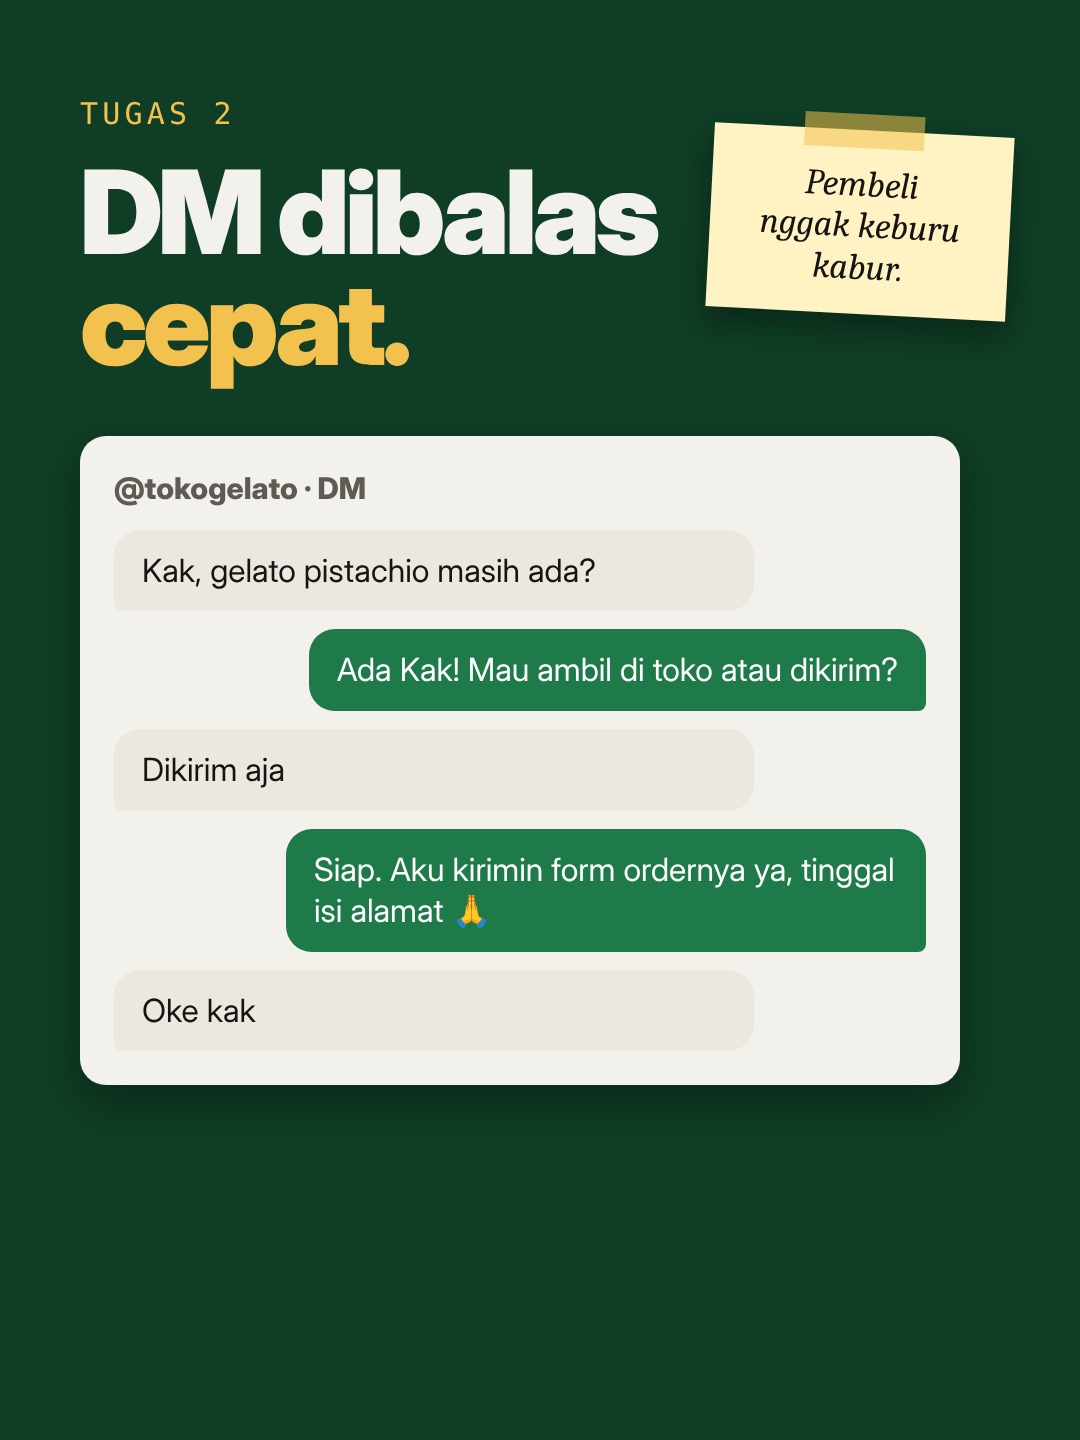 TUGAS 2
DM dibalas
cepat.
Pembeli
nggak keburu
kabur.
@tokogelato · DM
Kak, gelato pistachio masih ada?
Ada Kak! Mau ambil di toko atau dikirim?
Dikirim aja
Siap. Aku kirimin form ordernya ya, tinggal
isi alamat 🙏
Oke kak